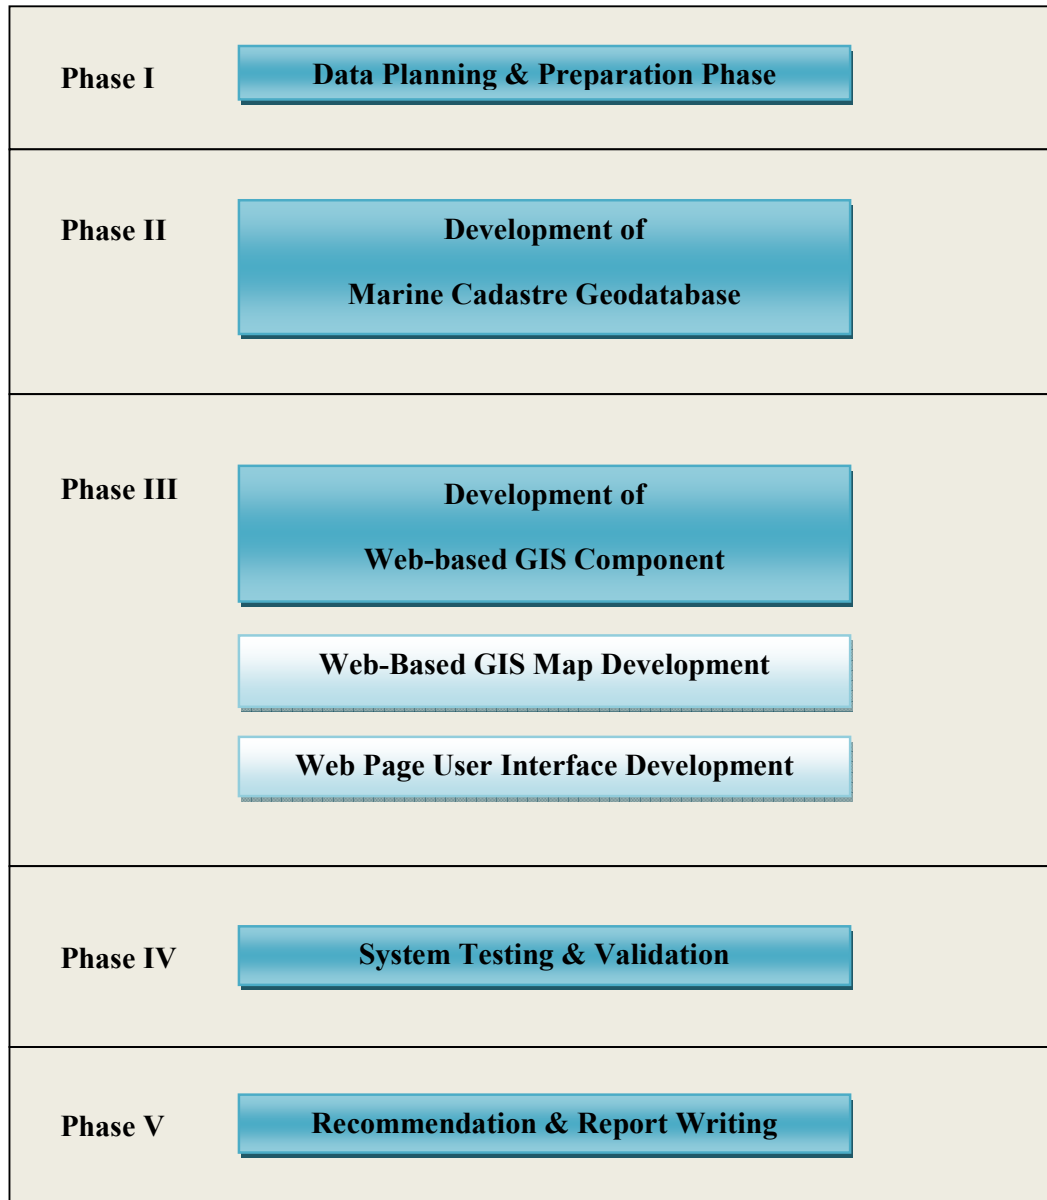 Phase I
Data Planning & Preparation Phase
Phase II
Development of
Marine Cadastre Geodatabase
Phase III
Development of
Web-based GIS Component
Web-Based GIS Map Development
Web Page User Interface Development
Phase IV
System Testing & Validation
Phase V
Recommendation & Report Writing